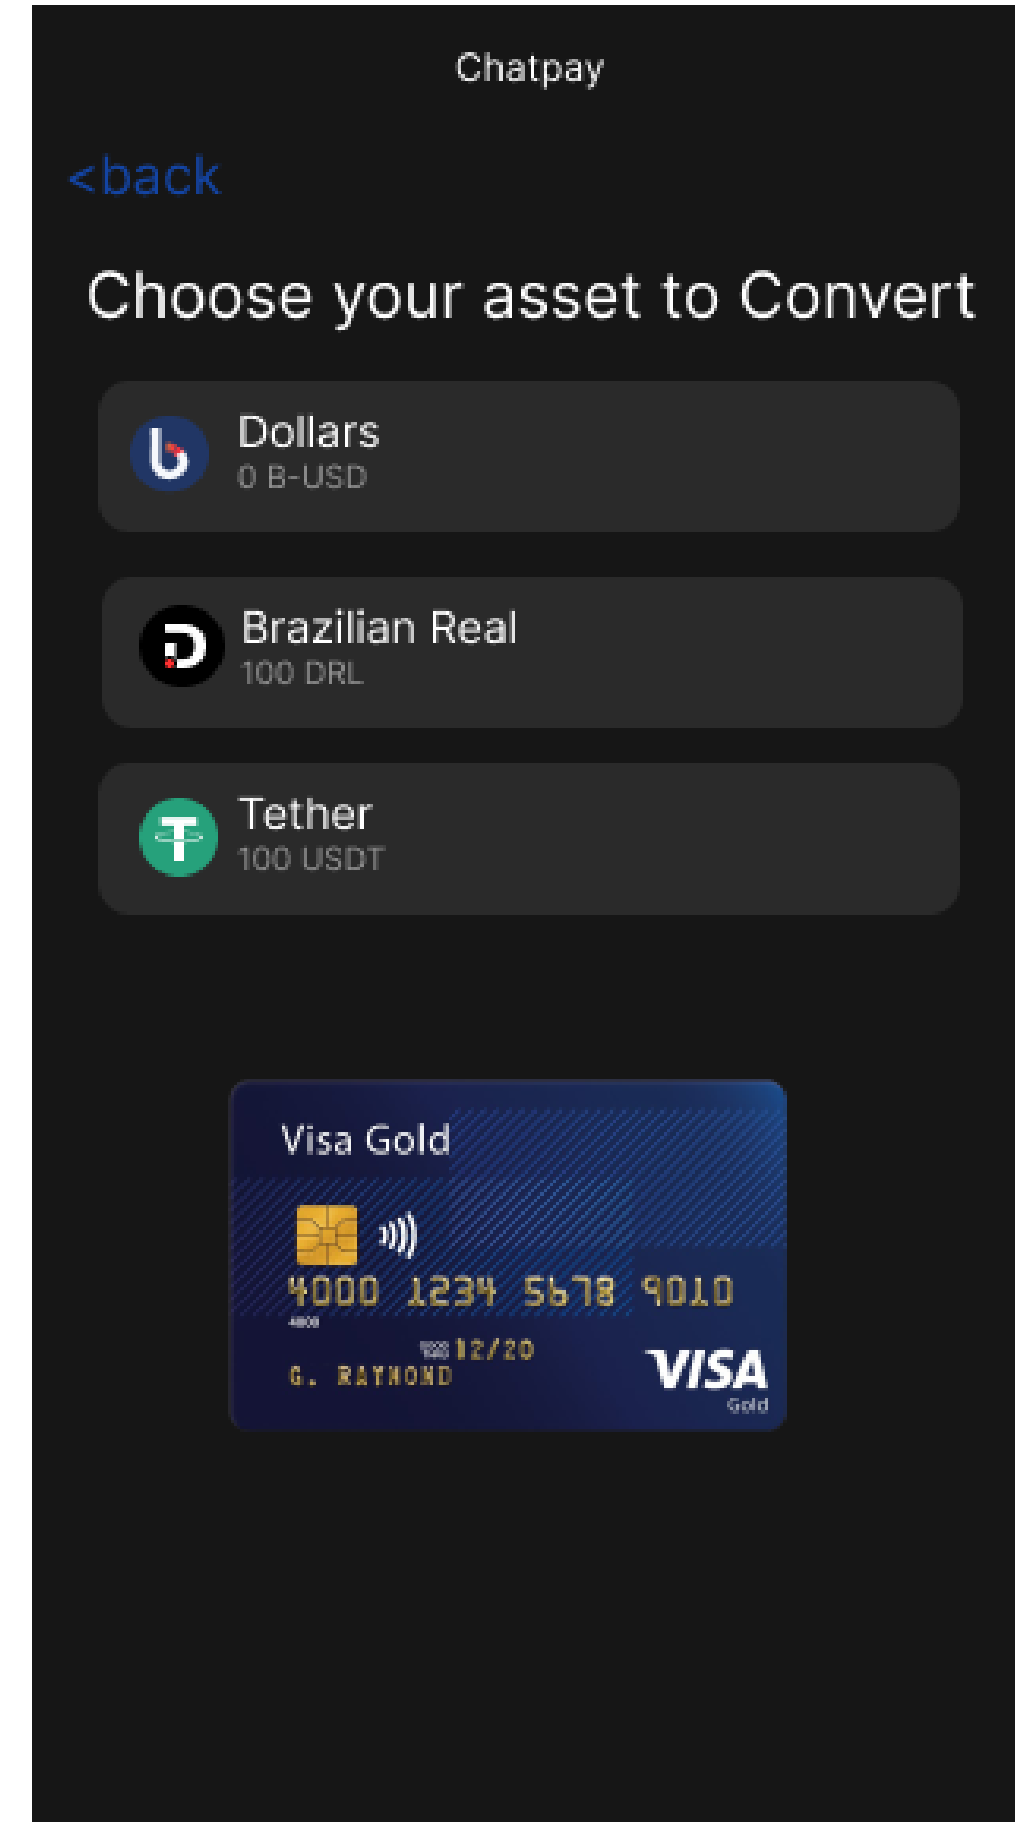 Chatpay
<back
Choose your asset to Convert
Dollars
0 B-USD
Brazilian Real
100 DRL
Tether
100 USDT
Visa Gold
4000 1234 5678 9010
4000
12/20
G. RAYMOND
VISA
Gold